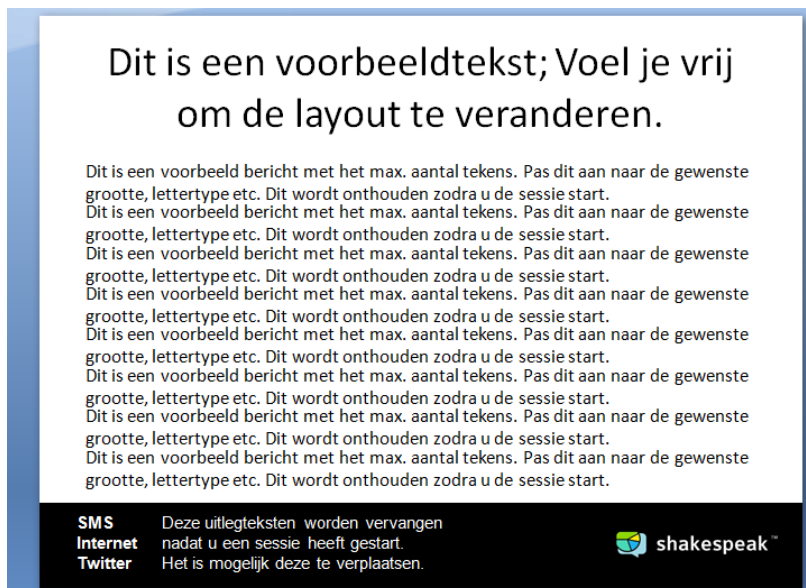 Dit is een voorbeeldtekst; Voel je vrij
om de layout te veranderen.
Dit is een voorbeeld bericht met het max. aantal tekens. Pas dit aan naar de gewenste
grootte, lettertype etc. Dit wordt onthouden zodra u de sessie start.
Dit is een voorbeeld bericht met het max. aantal tekens. Pas dit aan naar de gewenste
grootte, lettertype etc. Dit wordt onthouden zodra u de sessie start.
Dit is een voorbeeld bericht met het max. aantal tekens. Pas dit aan naar de gewenste
grootte, lettertype etc. Dit wordt onthouden zodra u de sessie start.
Dit is een voorbeeld bericht met het max. aantal tekens. Pas dit aan naar de gewenste
grootte, lettertype etc. Dit wordt onthouden zodra u de sessie start.
Dit is een voorbeeld bericht met het max. aantal tekens. Pas dit aan naar de gewenste
grootte, lettertype etc. Dit wordt onthouden zodra u de sessie start.
Dit is een voorbeeld bericht met het max. aantal tekens. Pas dit aan naar de gewenste
grootte, lettertype etc. Dit wordt onthouden zodra u de sessie start.
Dit is een voorbeeld bericht met het max. aantal tekens. Pas dit aan naar de gewenste
grootte, lettertype etc. Dit wordt onthouden zodra u de sessie start.
Dit is een voorbeeld bericht met het max. aantal tekens. Pas dit aan naar de gewenste
grootte, lettertype etc. Dit wordt onthouden zodra u de sessie start.
SMS Deze uitlegteksten worden vervangen
Internet nadat u een sessie heeft gestart.
Twitter Het is mogelijk deze te verplaatsen.
shakespeak™